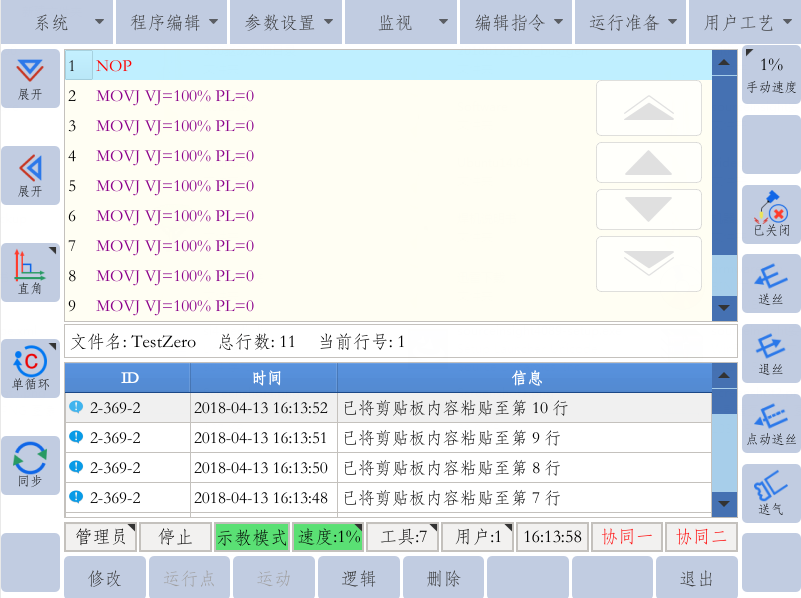 系统 程序编辑 参数设置 监视 编辑指令 运行准备 用户工艺
展开
展开
直角
单循环
同步
1 NOP
2 MOVJ VJ=100% PL=0
3 MOVJ VJ=100% PL=0
4 MOVJ VJ=100% PL=0
5 MOVJ VJ=100% PL=0
6 MOVJ VJ=100% PL=0
7 MOVJ VJ=100% PL=0
8 MOVJ VJ=100% PL=0
9 MOVJ VJ=100% PL=0
文件名: TestZero 总行数: 11 当前行号: 1
ID 时间 信息
2-369-2 2018-04-13 16:13:52 已将剪贴板内容粘贴至第 10 行
2-369-2 2018-04-13 16:13:51 已将剪贴板内容粘贴至第 9 行
2-369-2 2018-04-13 16:13:50 已将剪贴板内容粘贴至第 8 行
2-369-2 2018-04-13 16:13:48 已将剪贴板内容粘贴至第 7 行
1%
手动速度
已关闭
送丝
退丝
点动送丝
送气
管理员 停止 示教模式 速度:1% 工具:7 用户:1 16:13:58 协同一 协同二
修改 运行点 运动 逻辑 删除 退出